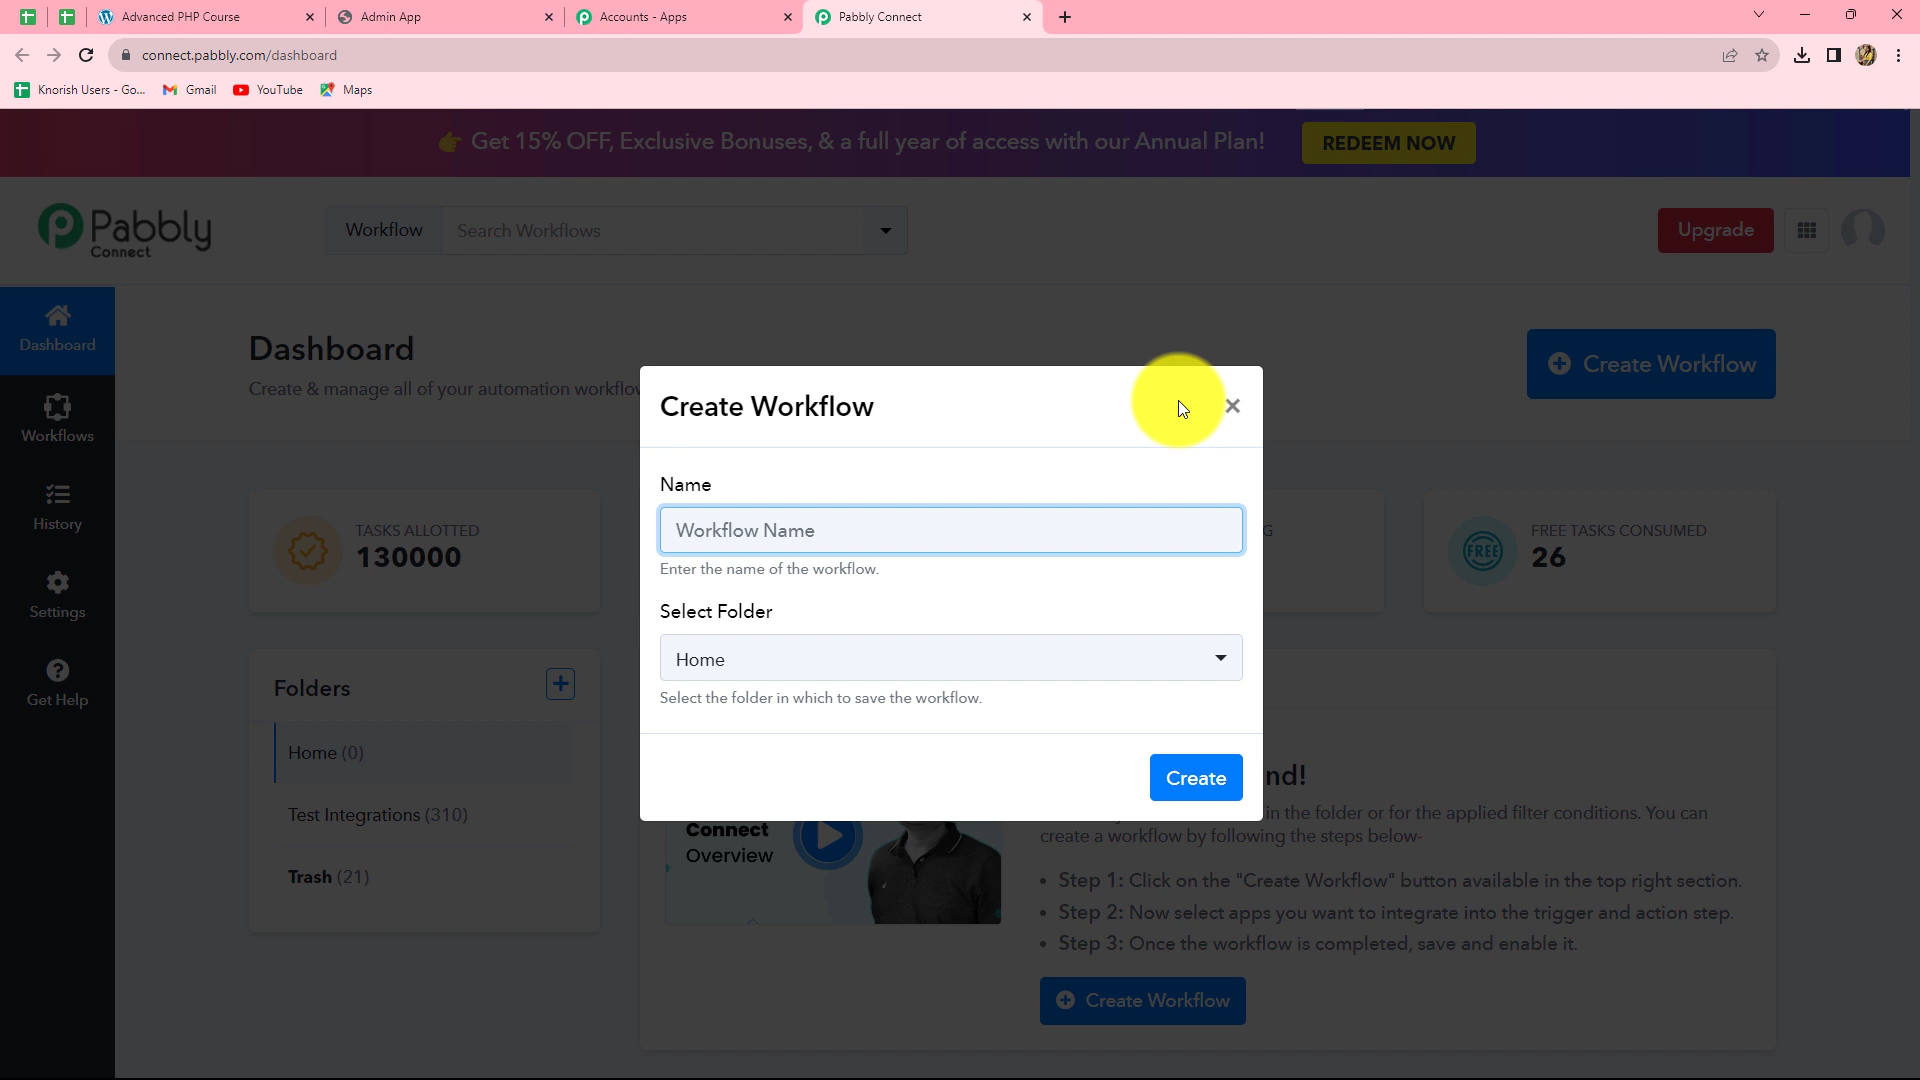 Advanced PHP Course
Admin App
Accounts - Apps
Pabbly Connect
connect.pabbly.com/dashboard
Knorish Users - Go...
Gmail
YouTube
Maps
Get 15% OFF, Exclusive Bonuses, & a full year of access with our Annual Plan!
REDEEM NOW
Pabbly
Connect
Workflow
Search Workflows
Upgrade
Dashboard
Workflows
History
Settings
Get Help
Dashboard
Create & manage all of your automation workflow
Create Workflow
TASKS ALLOTTED
130000
G
FREE
FREE TASKS CONSUMED
26
Folders
Home (0)
Test Integrations (310)
Trash (21)
Create Workflow
Name
Workflow Name
Enter the name of the workflow.
Select Folder
Home
Select the folder in which to save the workflow.
Create
Connect
Overview
nd!
in the folder or for the applied filter conditions. You can
create a workflow by following the steps below-
• Step 1: Click on the "Create Workflow" button available in the top right section.
• Step 2: Now select apps you want to integrate into the trigger and action step.
• Step 3: Once the workflow is completed, save and enable it.
Create Workflow